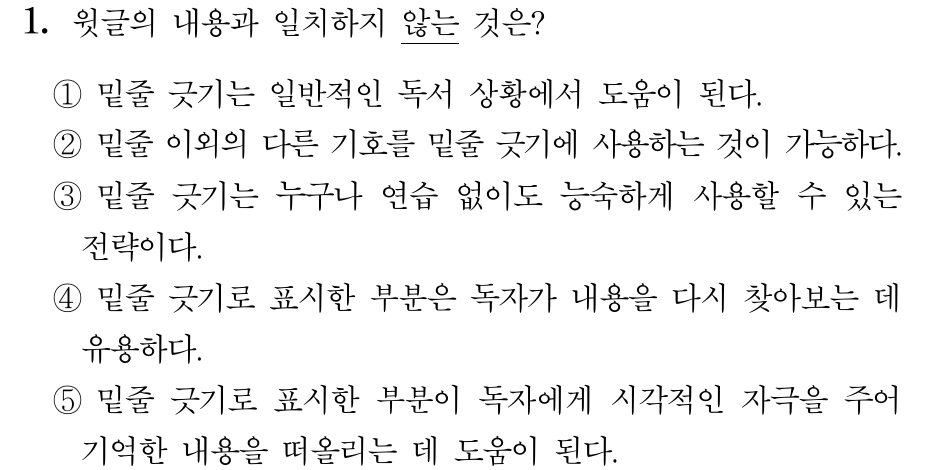 1. 윗글의 내용과 일치하지 않는 것은?
① 밑줄 긋기는 일반적인 독서 상황에서 도움이 된다.
② 밑줄 이외의 다른 기호를 밑줄 긋기에 사용하는 것이 가능하다.
③ 밑줄 긋기는 누구나 연습 없이도 능숙하게 사용할 수 있는
전략이다.
④ 밑줄 긋기로 표시한 부분은 독자가 내용을 다시 찾아보는 데
유용하다.
⑤ 밑줄 긋기로 표시한 부분이 독자에게 시각적인 자극을 주어
기억한 내용을 떠올리는 데 도움이 된다.